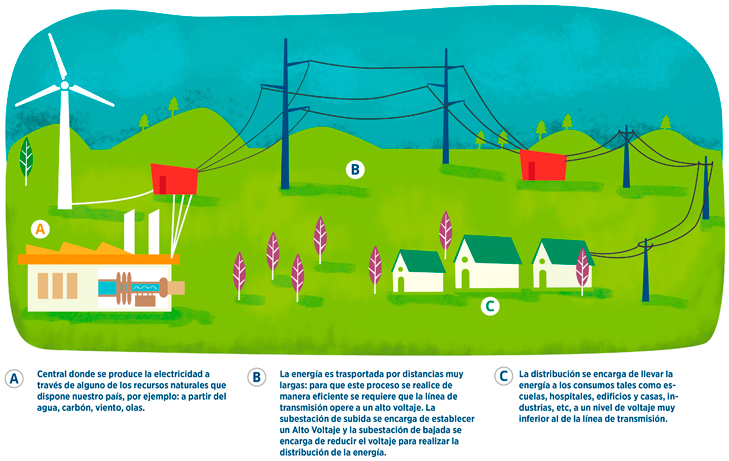 A
B
C
A
Central donde se produce la electricidad a
través de alguno de los recursos naturales que
dispone nuestro país, por ejemplo: a partir del
agua, carbón, viento, olas.
B
La energía es trasportada por distancias muy
largas: para que este proceso se realice de
manera eficiente se requiere que la línea de
transmisión opere a un alto voltaje. La
subestación de subida se encarga de establecer
un Alto Voltaje y la subestación de bajada se
encarga de reducir el voltaje para realizar la
distribución de la energía.
C
La distribución se encarga de llevar la
energía a los consumos tales como es-
cuelas, hospitales, edificios y casas, in-
dustrias, etc, a un nivel de voltaje muy
inferior al de la línea de transmisión.